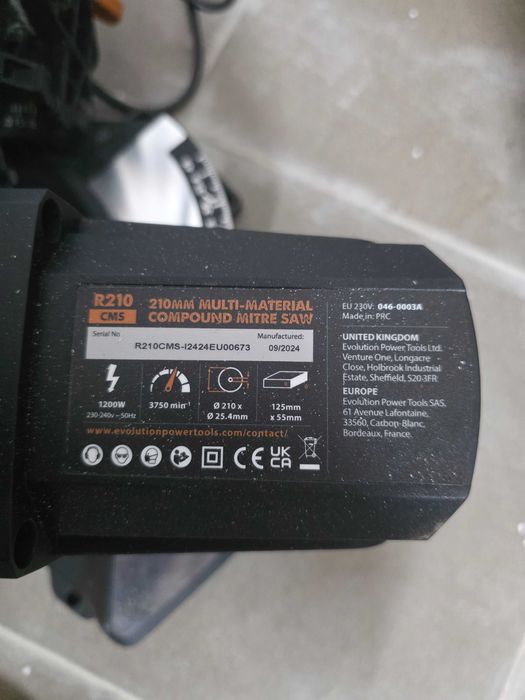 R210
CMS
210MM MULTI-MATERIAL
COMPOUND MITRE SAW
Serial No
R210CMS-I2424EU00673
Manufactured:
09/2024
1200W
230-240v ~ 50Hz
3750 min⁻¹
Ø 210 x
Ø 25.4mm
125mm
x 55mm
www.evolutionpowertools.com/contact/
CE
UK
CA
EU 230V: 046-0003A
Made in: PRC
UNITED KINGDOM
Evolution Power Tools Ltd.
Venture One, Longacre
Close, Holbrook Industrial
Estate, Sheffield, S20 3FR
EUROPE
Evolution Power Tools SAS.
61 Avenue Lafontaine,
33560, Carbon-Blanc,
Bordeaux, France.